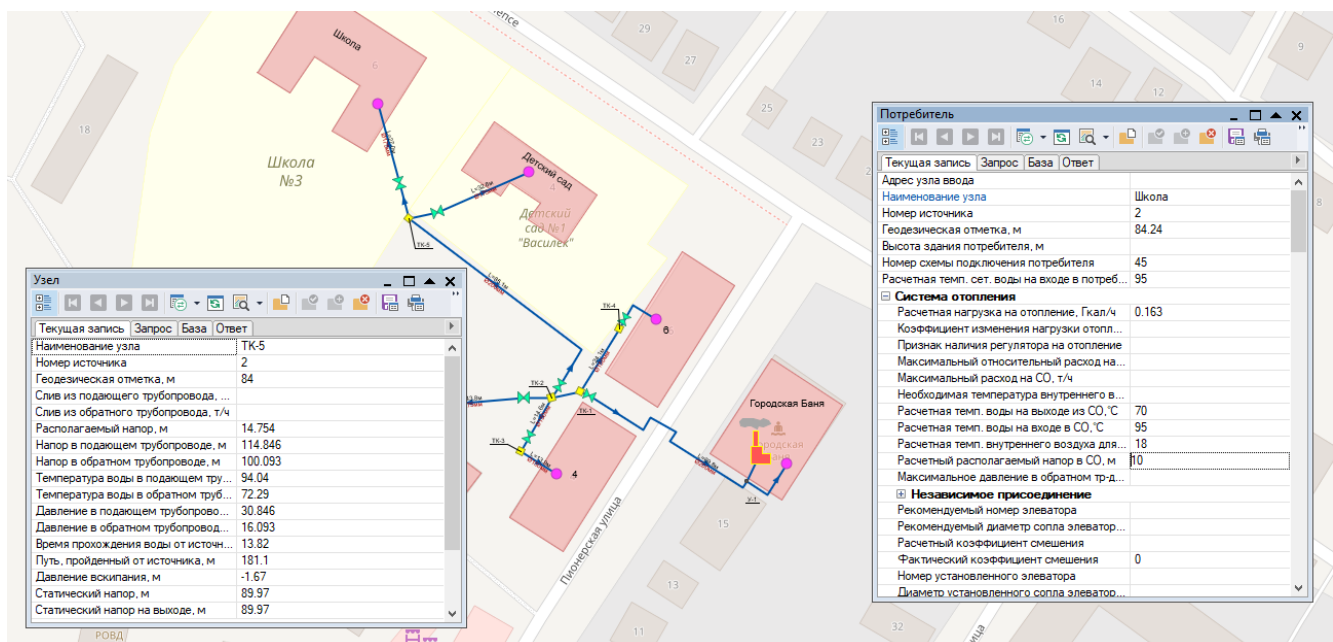 Школа
6
29
27
16
9
14
12
25
23
18
8
Школа
№3
Детский сад
4
Детский
сад №1
"Василек"
ТК-5
ТК-4
6
ТК-2
ТК-1
ТК-3
4
Городская Баня
Городская
Баня
У-1
Пионерская улица
15
13
11
32
улица
РОВД
Узел
Текущая запись Запрос База Ответ
Наименование узла ТК-5
Номер источника 2
Геодезическая отметка, м 84
Слив из подающего трубопровода, ...
Слив из обратного трубопровода, т/ч
Располагаемый напор, м 14.754
Напор в подающем трубопроводе, м 114.846
Напор в обратном трубопроводе, м 100.093
Температура воды в подающем тру... 94.04
Температура воды в обратном труб... 72.29
Давление в подающем трубопрово... 30.846
Давление в обратном трубопровод... 16.093
Время прохождения воды от источн... 13.82
Путь, пройденный от источника, м 181.1
Давление вскипания, м -1.67
Статический напор, м 89.97
Статический напор на выходе, м 89.97
Потребитель
Текущая запись Запрос База Ответ
Адрес узла ввода
Наименование узла Школа
Номер источника 2
Геодезическая отметка, м 84.24
Высота здания потребителя, м
Номер схемы подключения потребителя 45
Расчетная темп. сет. воды на входе в потреб... 95
Система отопления
Расчетная нагрузка на отопление, Гкал/ч 0.163
Коэффициент изменения нагрузки отопл...
Признак наличия регулятора на отопление
Максимальный относительный расход на...
Максимальный расход на СО, т/ч
Необходимая температура внутреннего в...
Расчетная темп. воды на выходе из СО,°С 70
Расчетная темп. воды на входе в СО,°С 95
Расчетная темп. внутреннего воздуха для... 18
Расчетный располагаемый напор в СО, м 10
Максимальное давление в обратном тр-д...
Независимое присоединение
Рекомендуемый номер элеватора
Рекомендуемый диаметр сопла элеватор...
Расчетный коэффициент смешения
Фактический коэффициент смешения 0
Номер установленного элеватора
Диаметр установленного сопла элеватор...